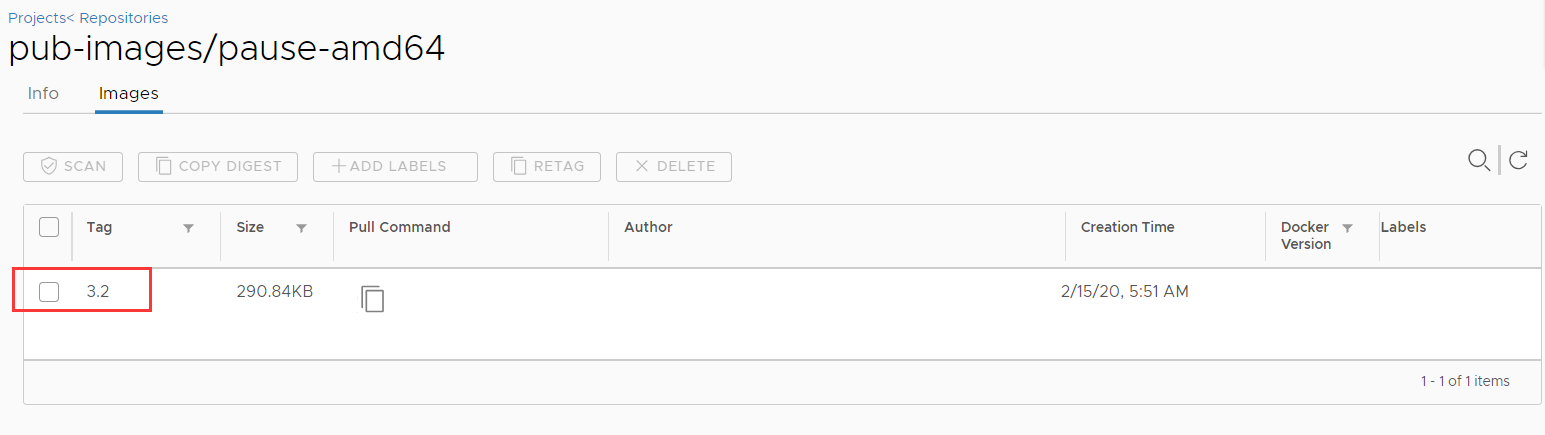 Projects< Repositories
pub-images/pause-amd64
Info Images
SCAN COPY DIGEST +ADD LABELS RETAG × DELETE
Tag Size Pull Command Author Creation Time Docker Version Labels
3.2 290.84KB 2/15/20, 5:51 AM
1 - 1 of 1 items